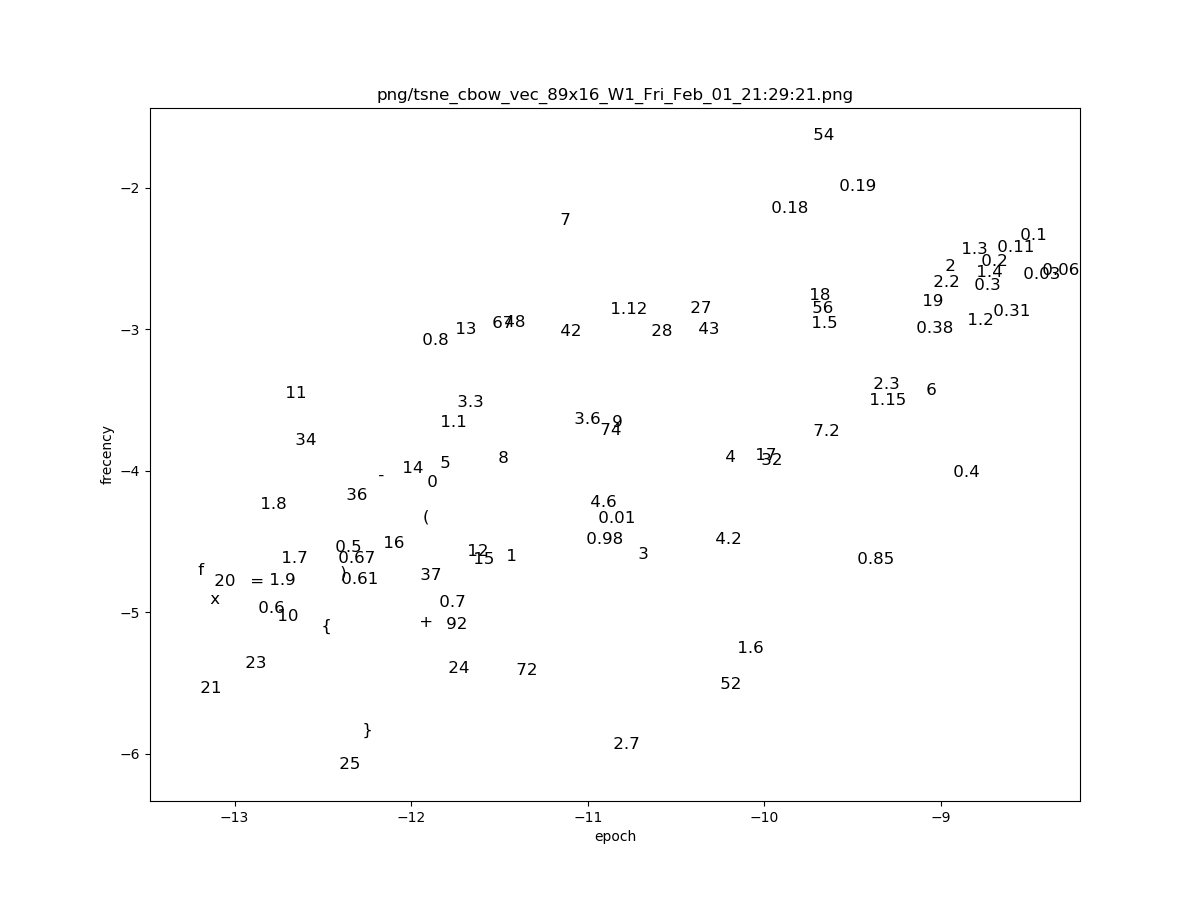 png/tsne_cbow_vec_89x16_W1_Fri_Feb_01_21:29:21.png
54
−2
0.19
0.18
7
0.1
1.3 0.11
2 0.2
1.4 0.03 0.06
2.2 0.3
18
19
1.12 27 56
0.31
13 67 48 1.5 1.2
−3
42 28 43 0.38
0.8
2.3 6
11
3.3 1.15
1.1 3.6 9
34 74 7.2
8 4 17 32
5
−4
14 0 0.4
-
36
1.8 4.6
( 0.01
16 0.98 4.2
0.5 12 1 3
1.7 0.67 15 0.85
f ) 37
20 = 1.9 0.61
x 0.6 0.7
−5
10 { + 92
23 24 72 1.6
21 52
} 2.7
−6
25
frecency
−13 −12 −11 −10 −9
epoch